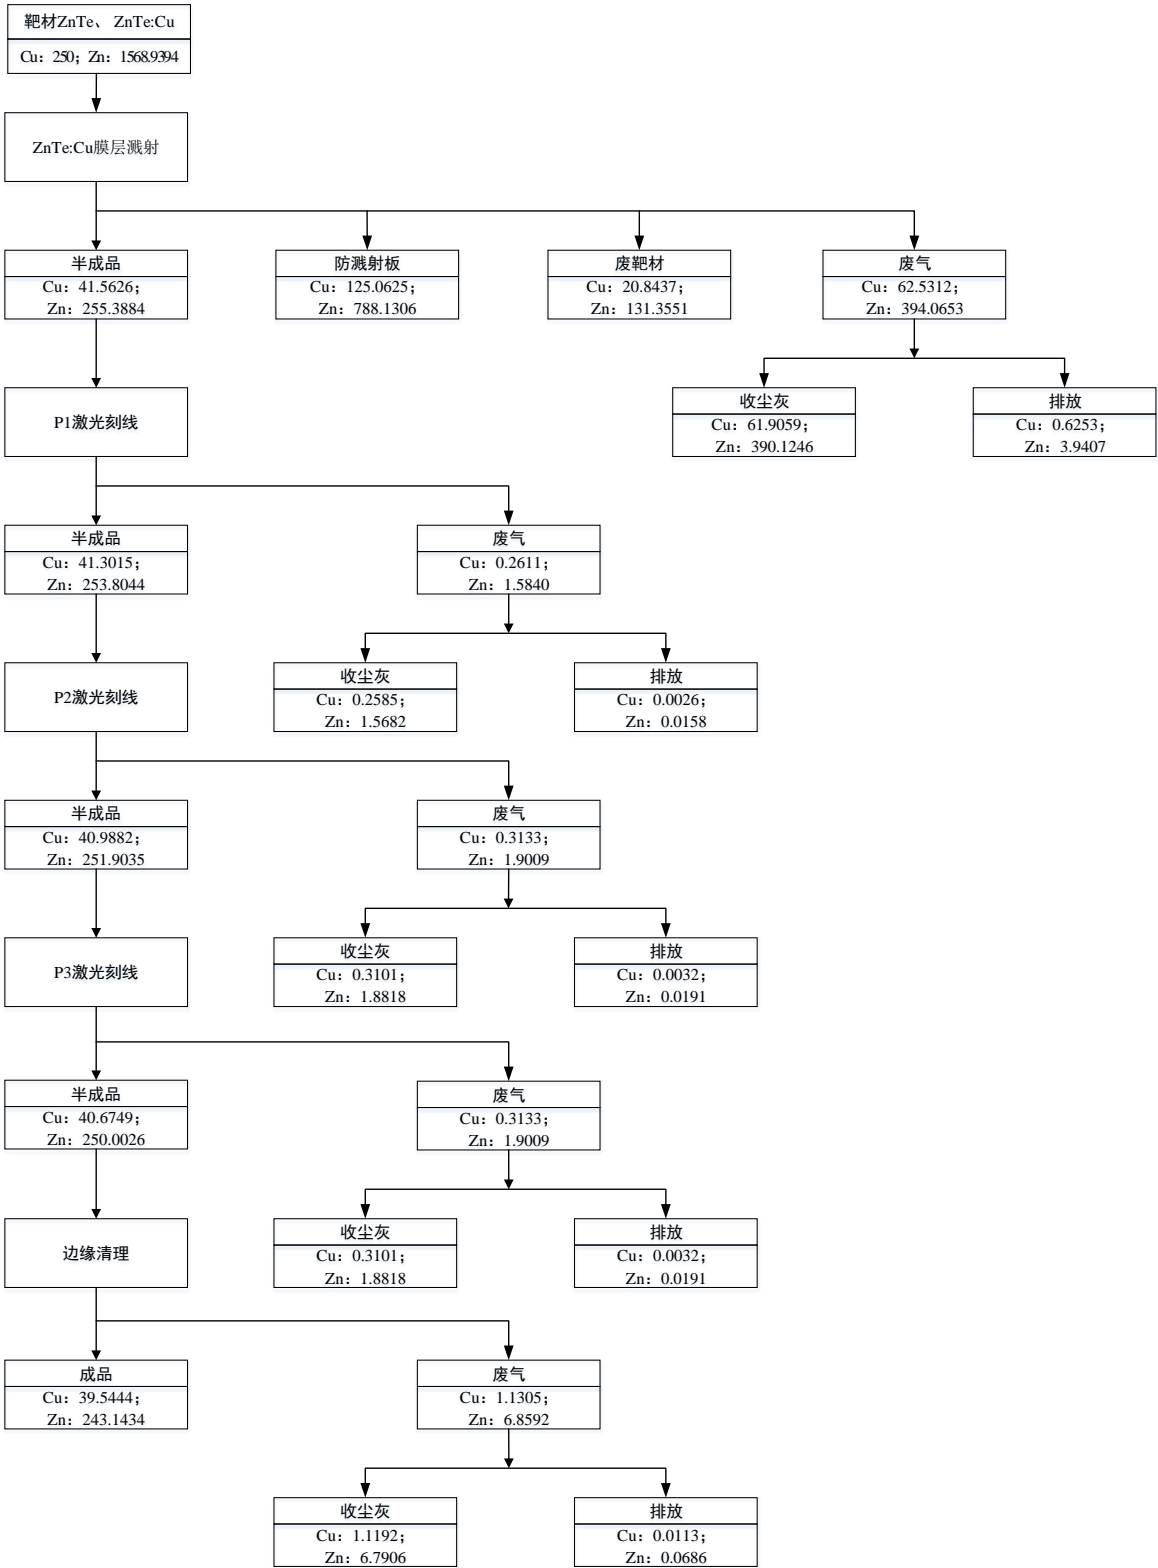 靶材ZnTe、 ZnTe:Cu
Cu：250；Zn：1568.9394
ZnTe:Cu膜层溅射
半成品
Cu：41.5626；
Zn：255.3884
防溅射板
Cu：125.0625；
Zn：788.1306
废靶材
Cu：20.8437；
Zn：131.3551
废气
Cu：62.5312；
Zn：394.0653
收尘灰
Cu：61.9059；
Zn：390.1246
排放
Cu：0.6253；
Zn：3.9407
P1激光刻线
半成品
Cu：41.3015；
Zn：253.8044
废气
Cu：0.2611；
Zn：1.5840
收尘灰
Cu：0.2585；
Zn：1.5682
排放
Cu：0.0026；
Zn：0.0158
P2激光刻线
半成品
Cu：40.9882；
Zn：251.9035
废气
Cu：0.3133；
Zn：1.9009
收尘灰
Cu：0.3101；
Zn：1.8818
排放
Cu：0.0032；
Zn：0.0191
P3激光刻线
半成品
Cu：40.6749；
Zn：250.0026
废气
Cu：0.3133；
Zn：1.9009
收尘灰
Cu：0.3101；
Zn：1.8818
排放
Cu：0.0032；
Zn：0.0191
边缘清理
成品
Cu：39.5444；
Zn：243.1434
废气
Cu：1.1305；
Zn：6.8592
收尘灰
Cu：1.1192；
Zn：6.7906
排放
Cu：0.0113；
Zn：0.0686